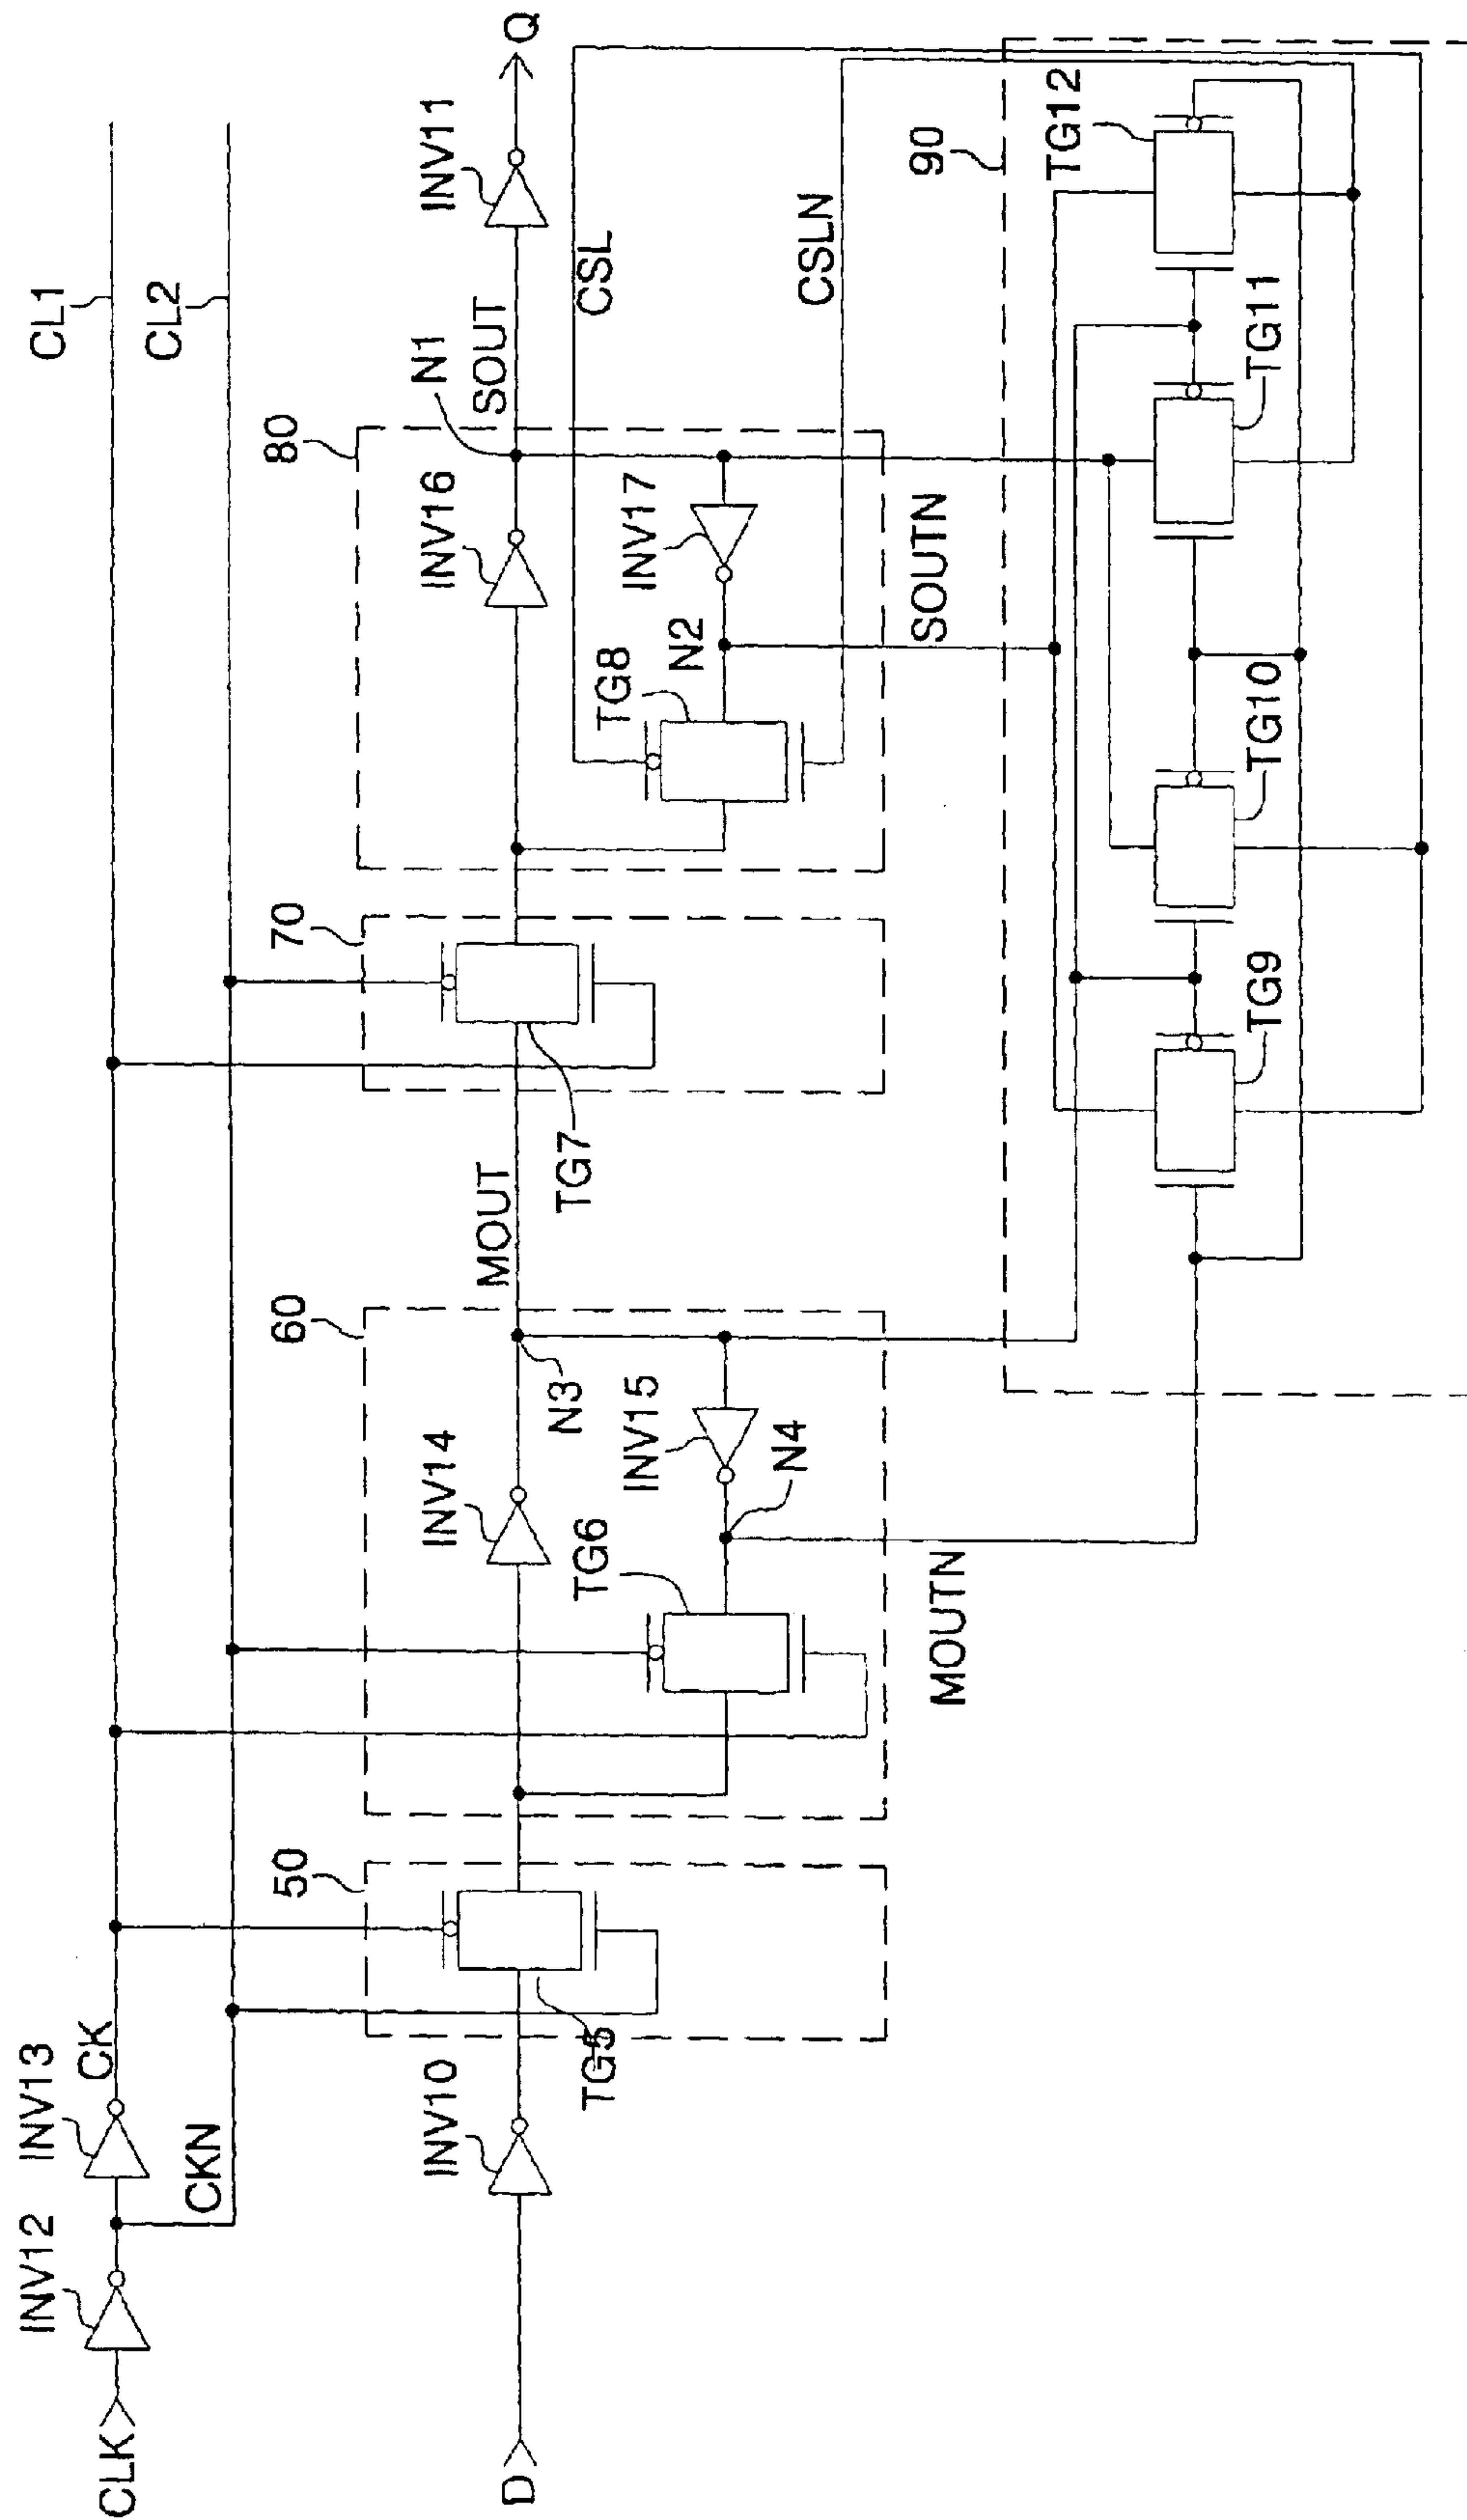 CLK
INV12
INV13
CK
CKN
CL1
CL2
D
INV10
TG5
50
60
INV14
TG6
INV15
N3
N4
MOUT
MOUTN
70
TG7
80
INV16
TG8
N2
INV17
N1
SOUT
SOUTN
INV11
Q
CSL
CSLN
90
TG9
TG10
TG11
TG12